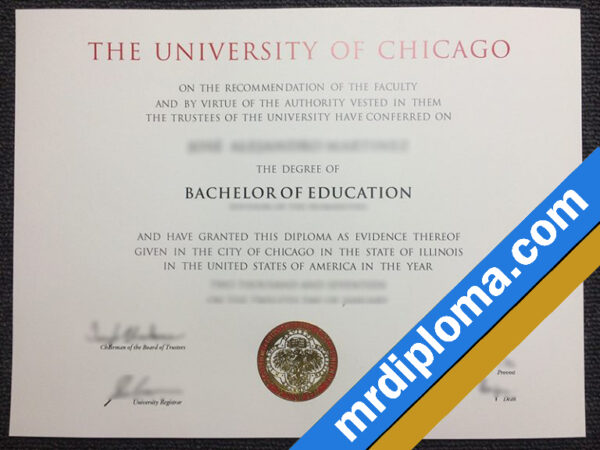 THE UNIVERSITY OF CHICAGO
ON THE RECOMMENDATION OF THE FACULTY
AND BY VIRTUE OF THE AUTHORITY VESTED IN THEM
THE TRUSTEES OF THE UNIVERSITY HAVE CONFERRED ON
THE DEGREE OF
BACHELOR OF EDUCATION
AND HAVE GRANTED THIS DIPLOMA AS EVIDENCE THEREOF
GIVEN IN THE CITY OF CHICAGO IN THE STATE OF ILLINOIS
IN THE UNITED STATES OF AMERICA IN THE YEAR
Chairman of the Board of Trustees
University Registrar
Provost
Dean
mrdiploma.com